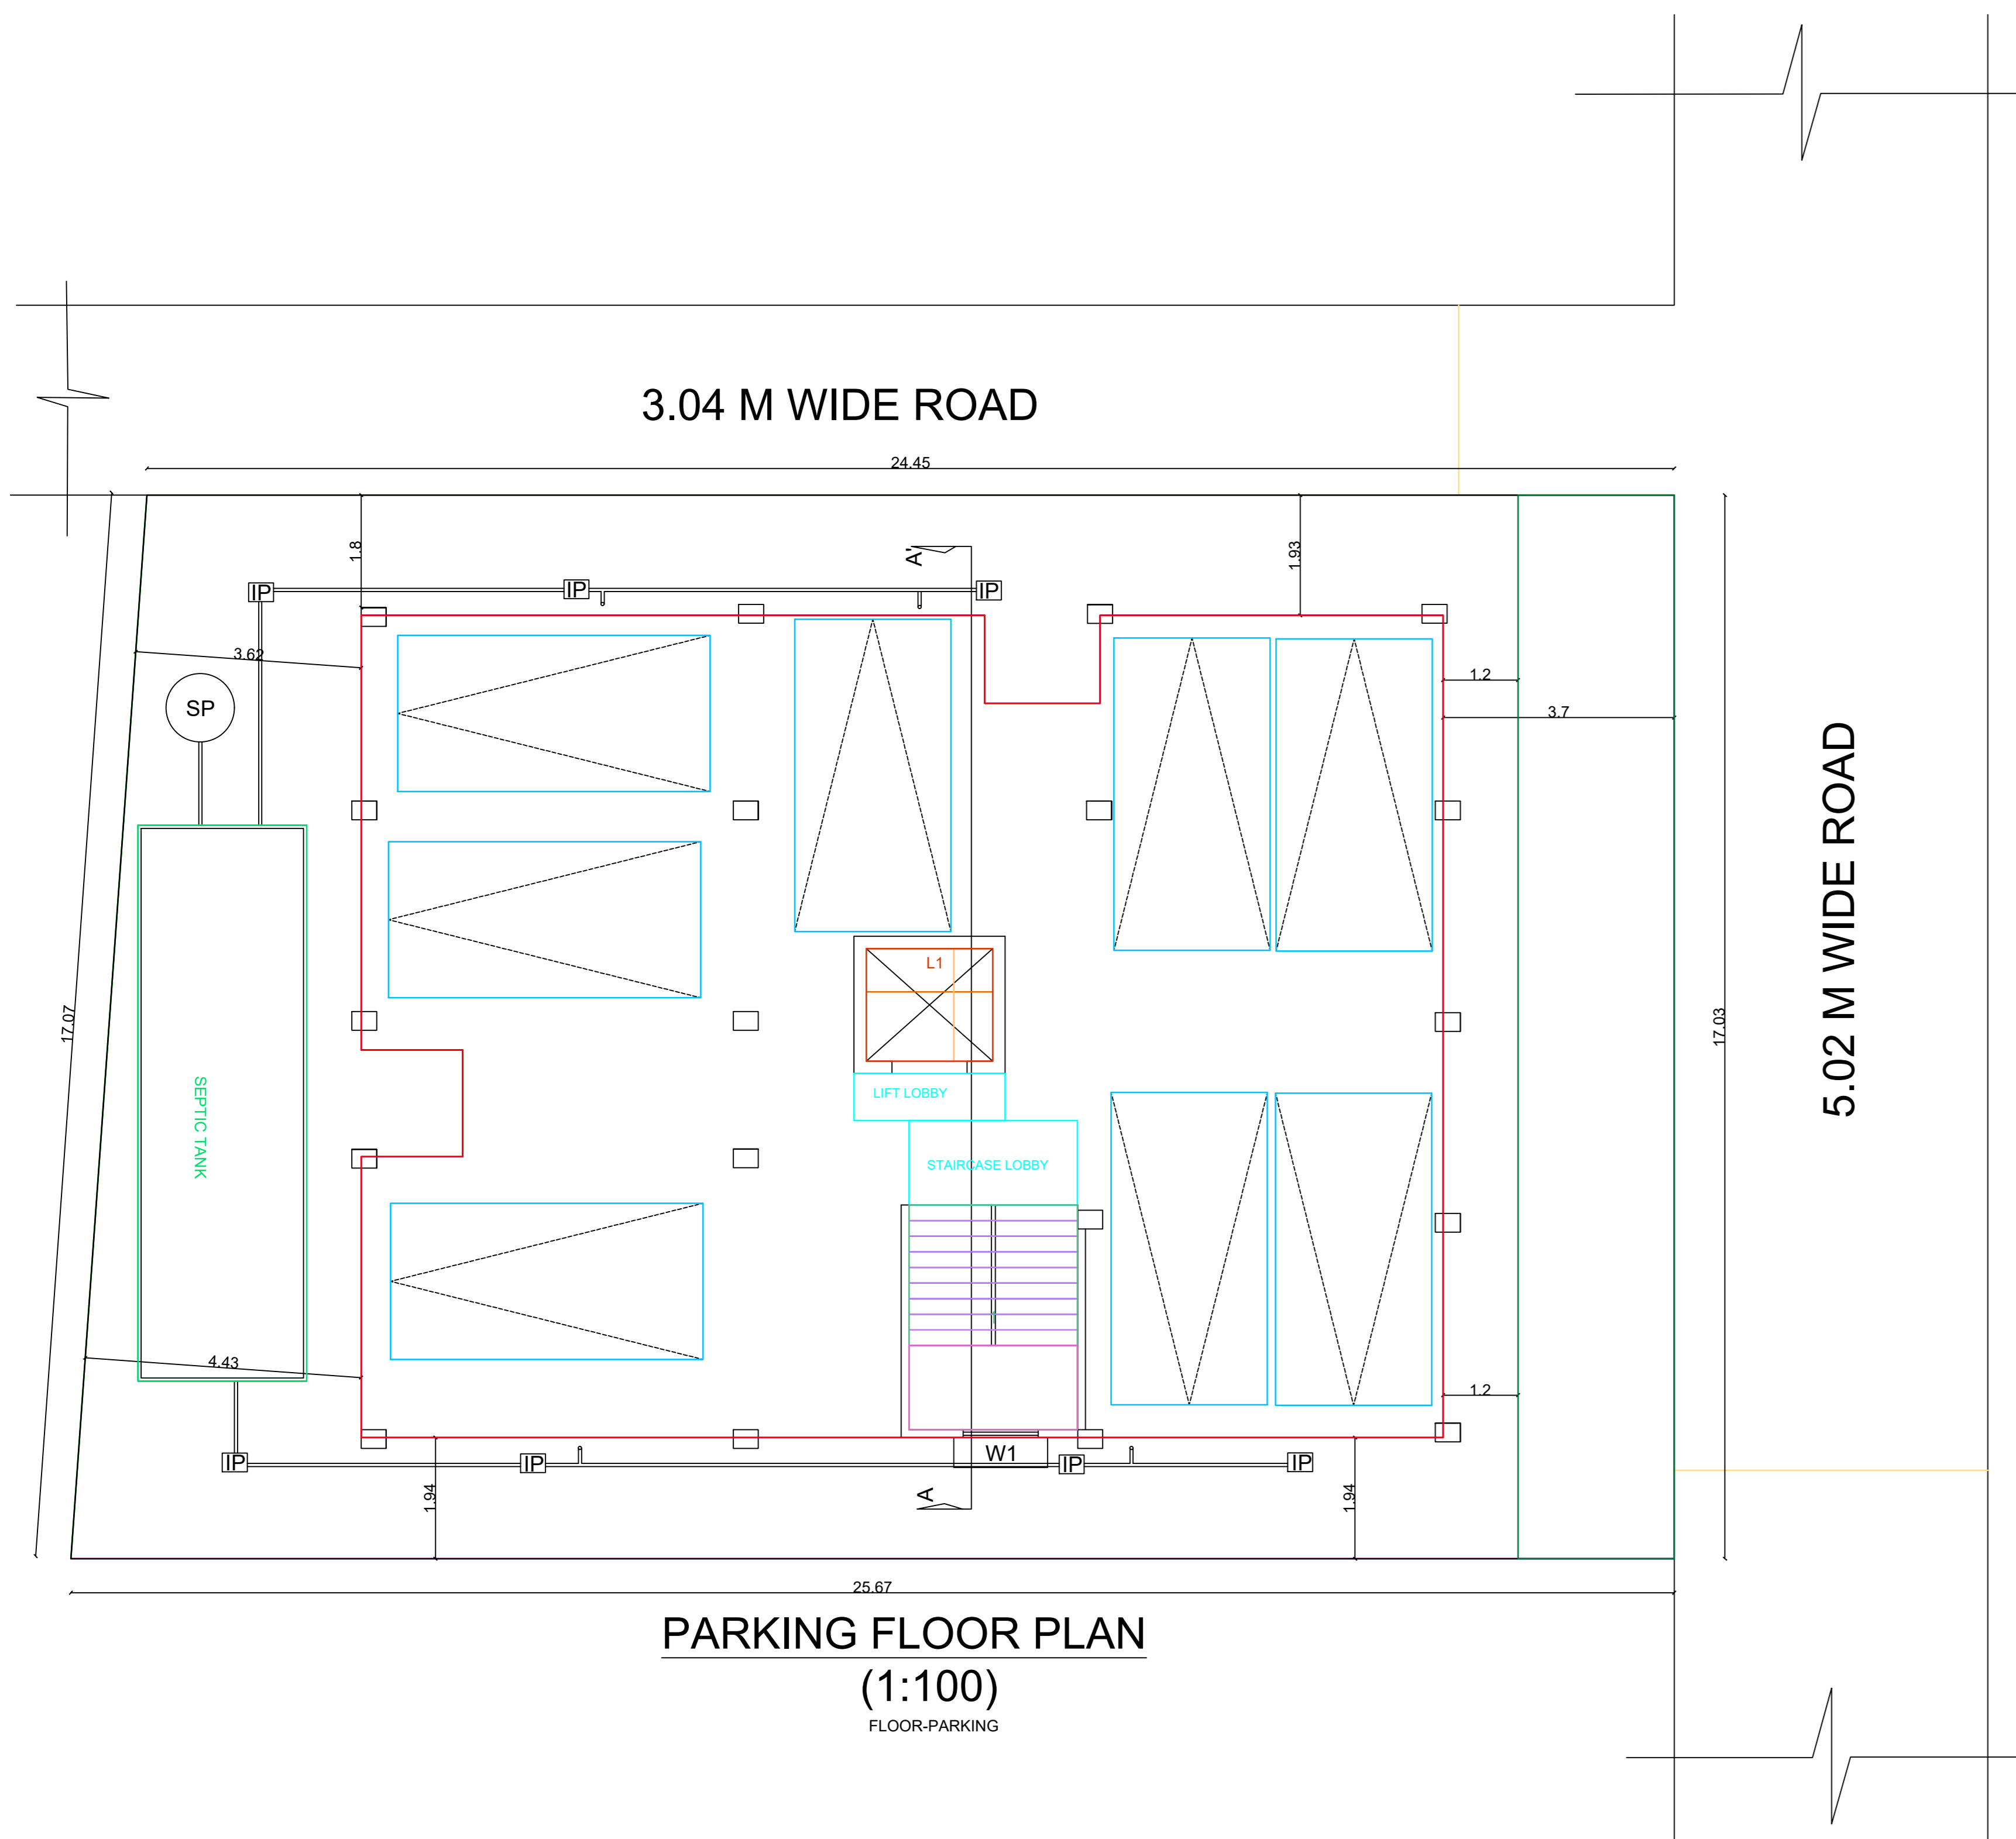 3.04 M WIDE ROAD
24.45
1.8
A'
1.93
IP
IP
IP
3.62
1.2
SP
3.7
5.02 M WIDE ROAD
L1
17.07
17.03
SEPTIC TANK
LIFT LOBBY
STAIRCASE LOBBY
4.43
1.2
W1
IP
IP
IP
IP
1.94
A
1.94
25.67
PARKING FLOOR PLAN
(1:100)
FLOOR-PARKING